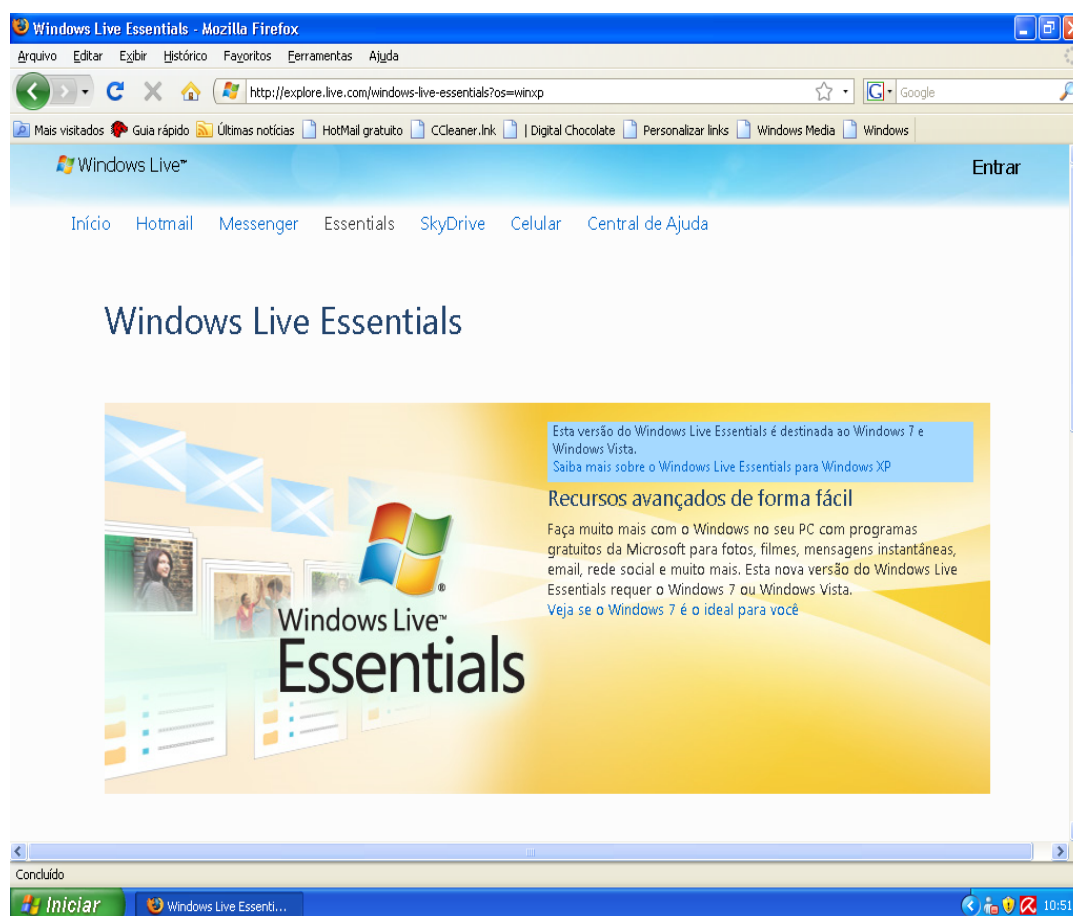 Windows Live Essentials - Mozilla Firefox
Arquivo Editar Exibir Histórico Favoritos Ferramentas Ajuda
http://explore.live.com/windows-live-essentials?os=winxp G Google
Mais visitados Guia rápido Últimas notícias HotMail gratuito CCleaner.lnk | Digital Chocolate Personalizar links Windows Media Windows
Windows Live™ Entrar
Início Hotmail Messenger Essentials SkyDrive Celular Central de Ajuda
Windows Live Essentials
Esta versão do Windows Live Essentials é destinada ao Windows 7 e
Windows Vista.
Saiba mais sobre o Windows Live Essentials para Windows XP
Recursos avançados de forma fácil
Faça muito mais com o Windows no seu PC com programas
gratuitos da Microsoft para fotos, filmes, mensagens instantâneas,
email, rede social e muito mais. Esta nova versão do Windows Live
Essentials requer o Windows 7 ou Windows Vista.
Veja se o Windows 7 é o ideal para você
Windows Live™
Essentials
Concluído
Iniciar Windows Live Essenti... 10:51